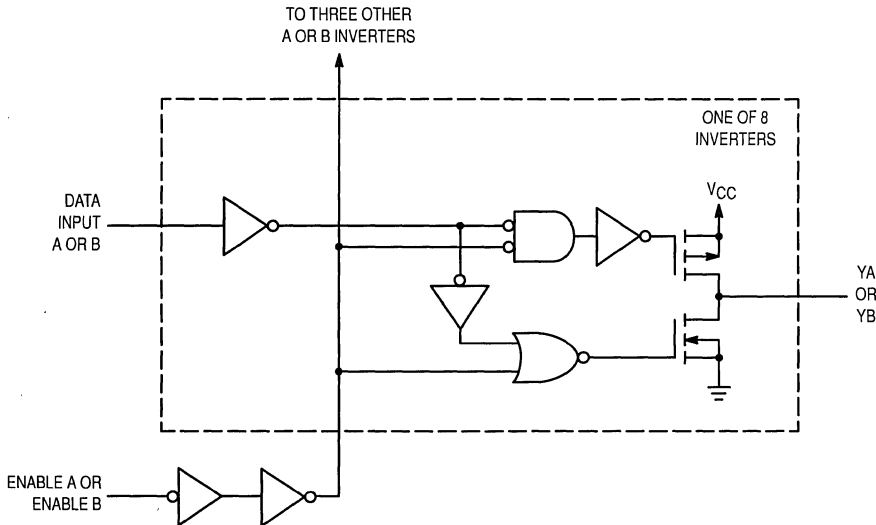 TO THREE OTHER
A OR B INVERTERS
ONE OF 8
INVERTERS
VCC
DATA
INPUT
A OR B
YA
OR
YB
ENABLE A OR
ENABLE B